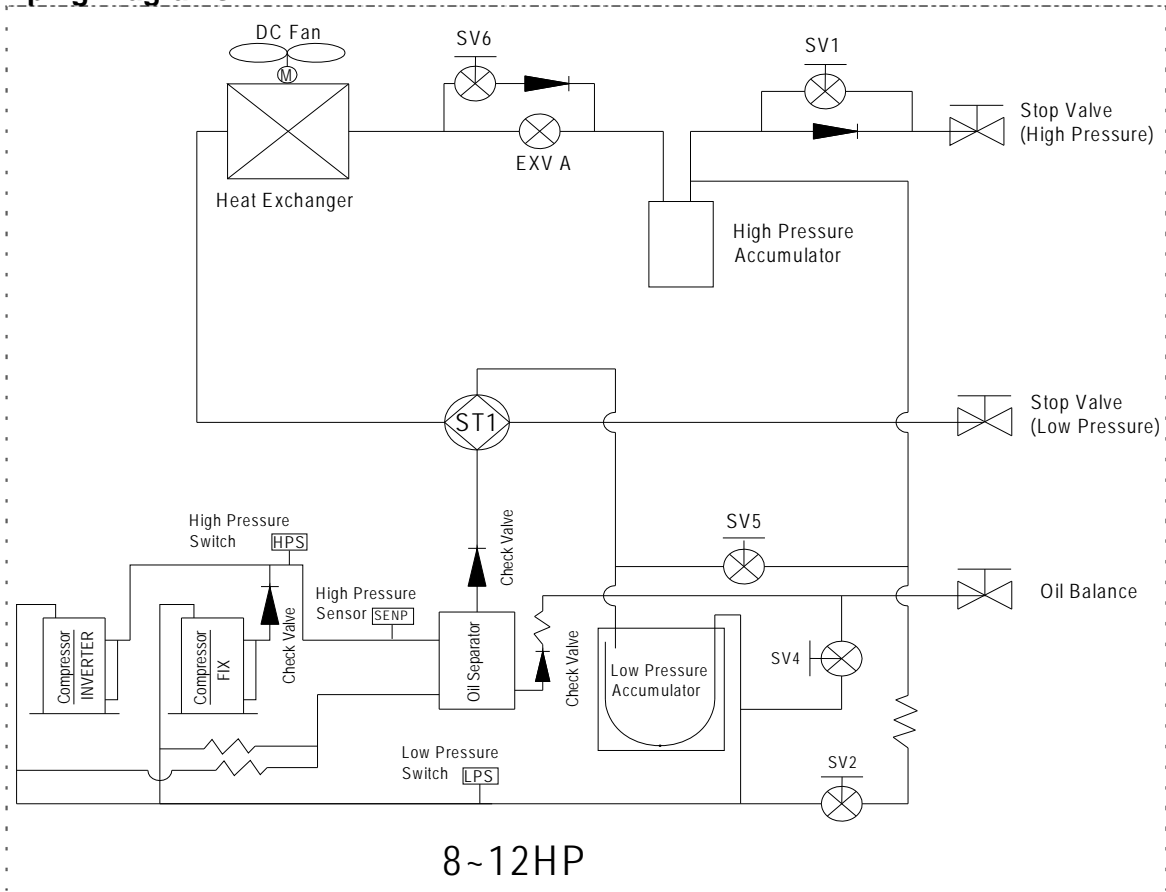 DC Fan
M
Heat Exchanger
SV6
EXV A
SV1
Stop Valve
(High Pressure)
High Pressure
Accumulator
ST1
Stop Valve
(Low Pressure)
High Pressure
Switch
HPS
Check Valve
High Pressure
Sensor
SENP
Check Valve
SV5
Oil Balance
Compressor
INVERTER
Compressor
FIX
Oil Separator
Check Valve
Low Pressure
Accumulator
SV4
Low Pressure
Switch
LPS
SV2
8~12HP